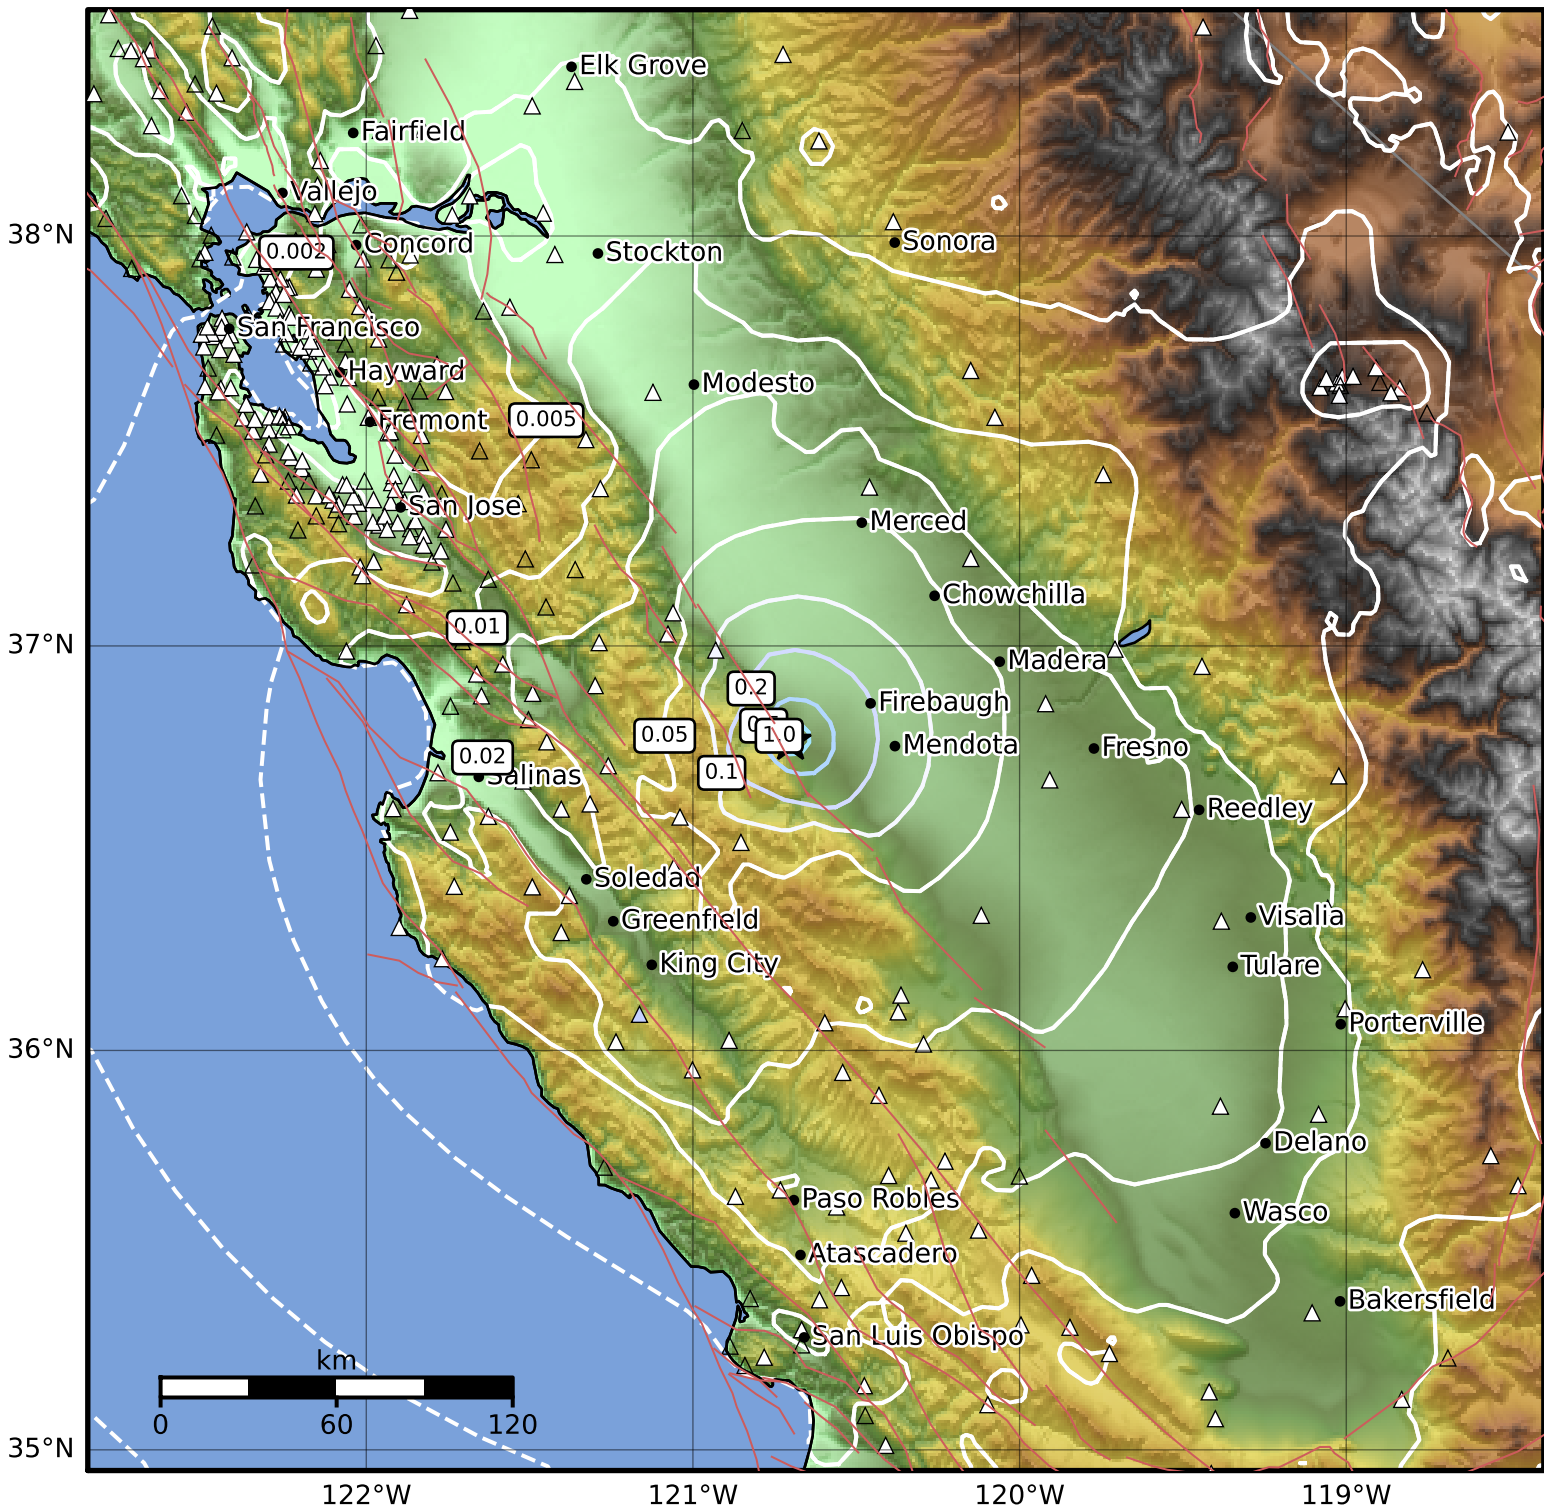 Elk Grove
Fairfield
Vallejo
38°N
Concord
Sonora
0.002
Stockton
San Francisco
Hayward
Modesto
Fremont
0.005
San Jose
Merced
Chowchilla
0.01
37°N
Madera
0.2
Firebaugh
0.05
1.0
Mendota
Fresno
0.02
0.1
Salinas
Reedley
Soledad
Greenfield
Visalia
King City
Tulare
Porterville
36°N
Delano
Paso Robles
Wasco
Atascadero
Bakersfield
San Luis Obispo
km
0 60 120
35°N
122°W 121°W 120°W 119°W